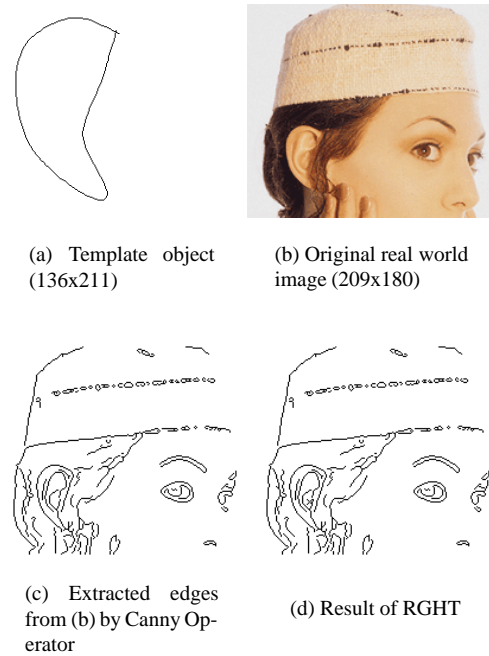 (a) Template object
(136x211)
(b) Original real world
image (209x180)
(c) Extracted edges
from (b) by Canny Op-
erator
(d) Result of RGHT